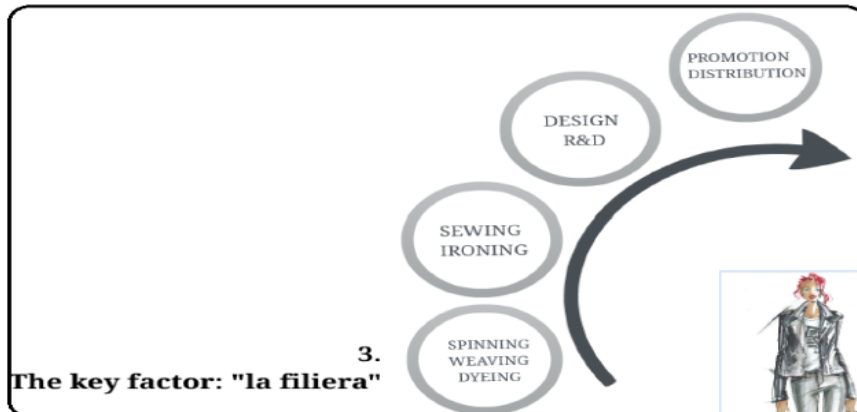 PROMOTION
DISTRIBUTION
DESIGN
R&D
SEWING
IRONING
SPINNING
WEAVING
DYEING
3.
The key factor: "la filiera"